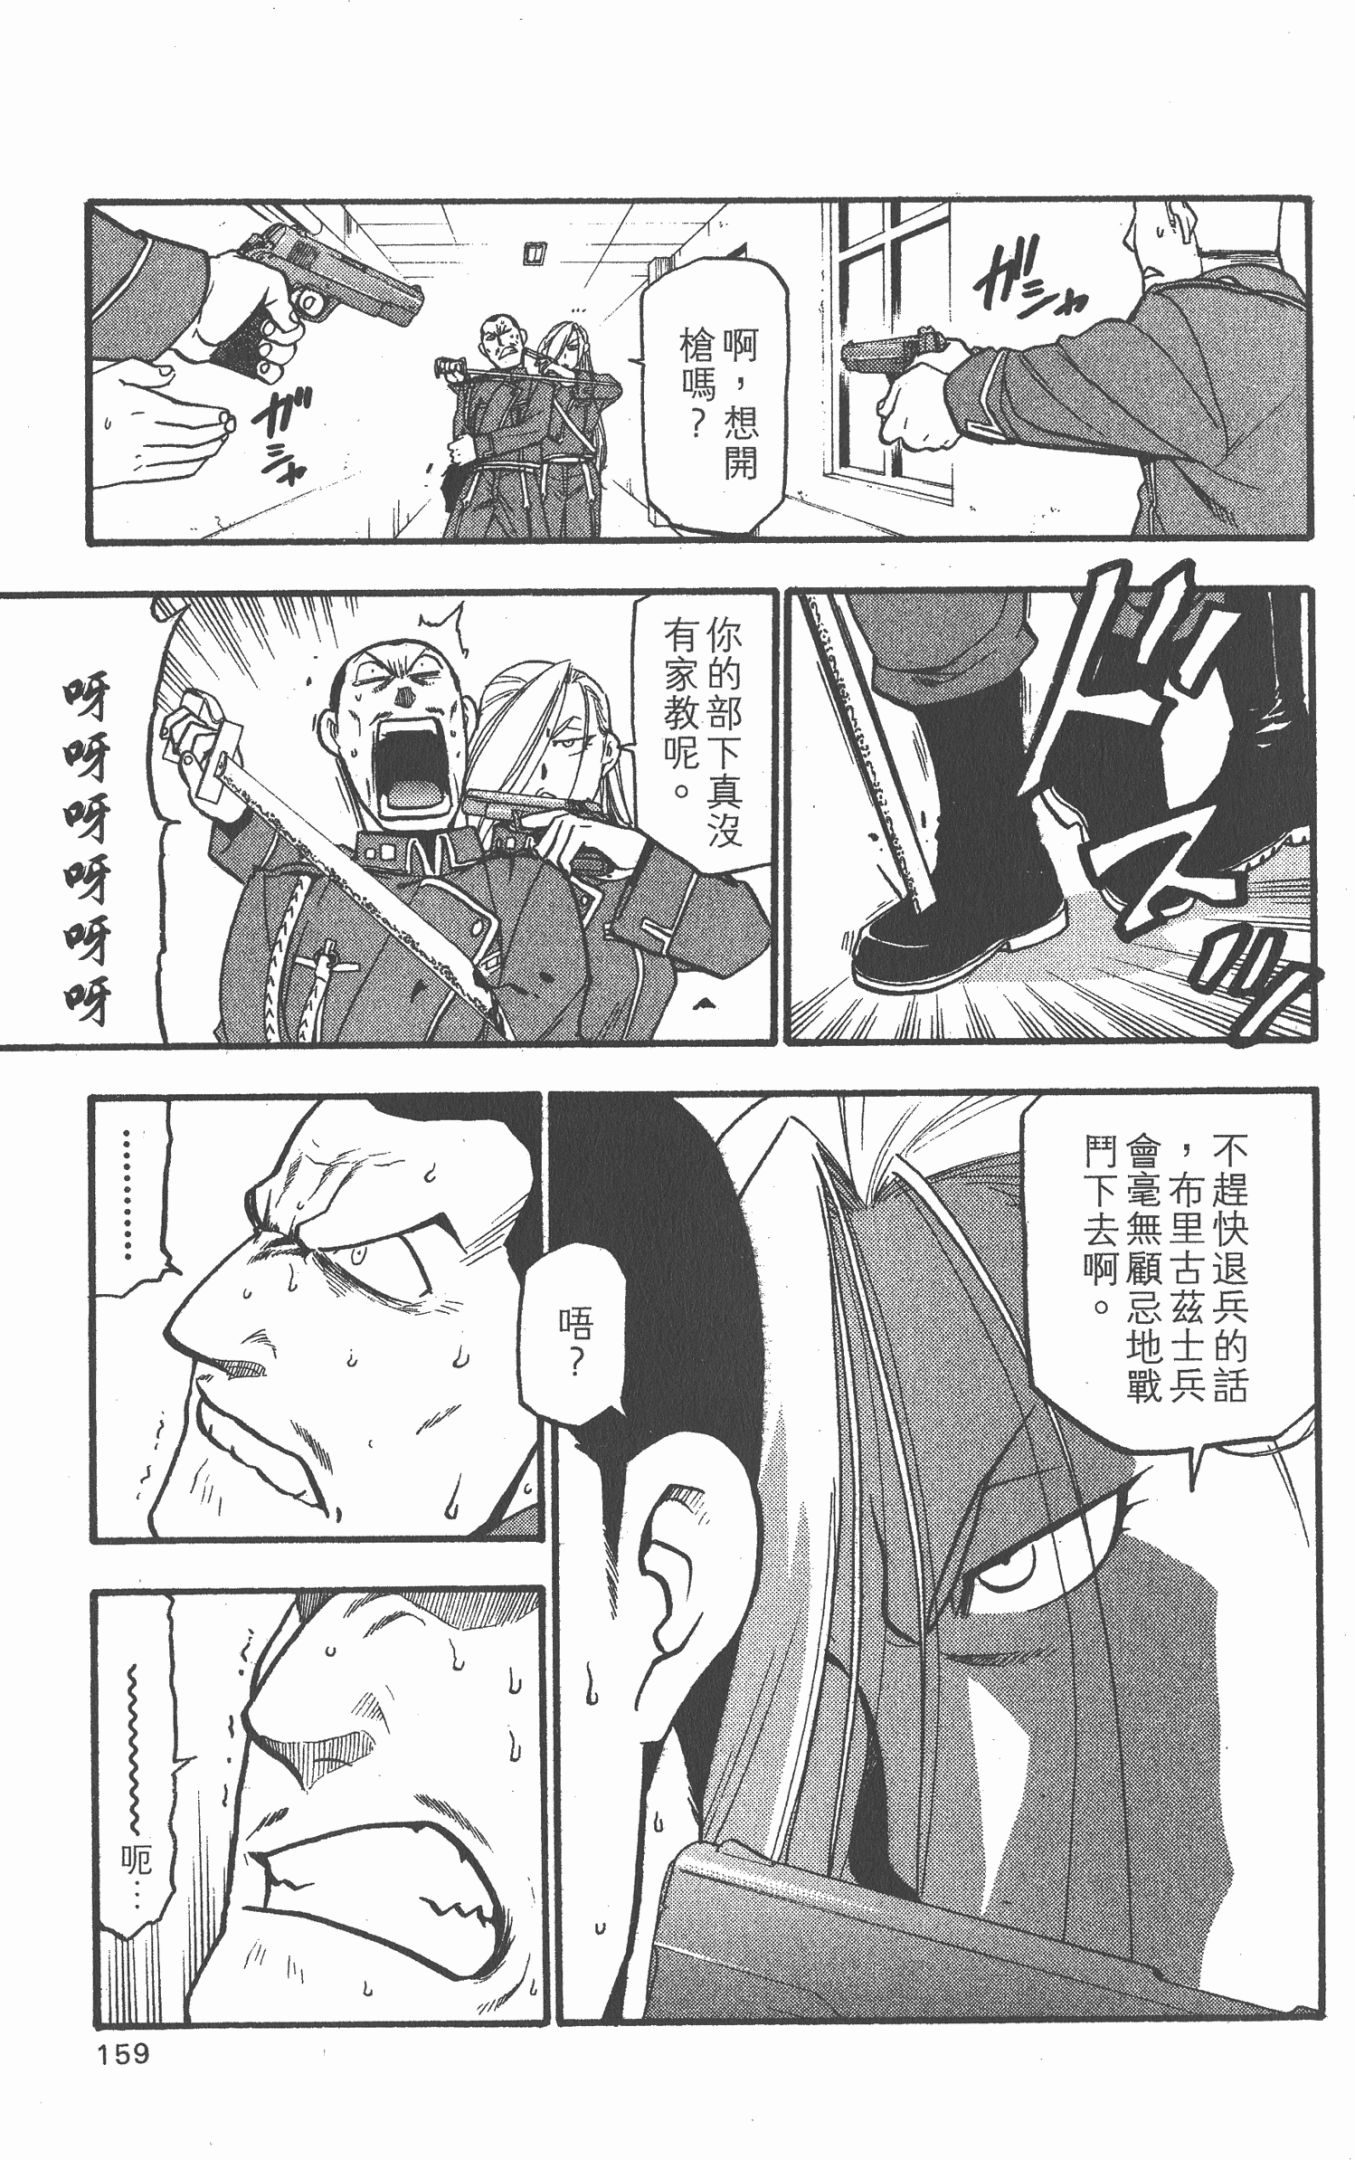 ガシャ
啊，想開
槍嗎？
ガシャ
ドドスッ
你的部下真沒
有家教呢。
呀呀呀呀呀呀
不趕快退兵的話
，布里古茲士兵
會毫無顧忌地戰
鬥下去啊。
唔？
…………
呃…
159